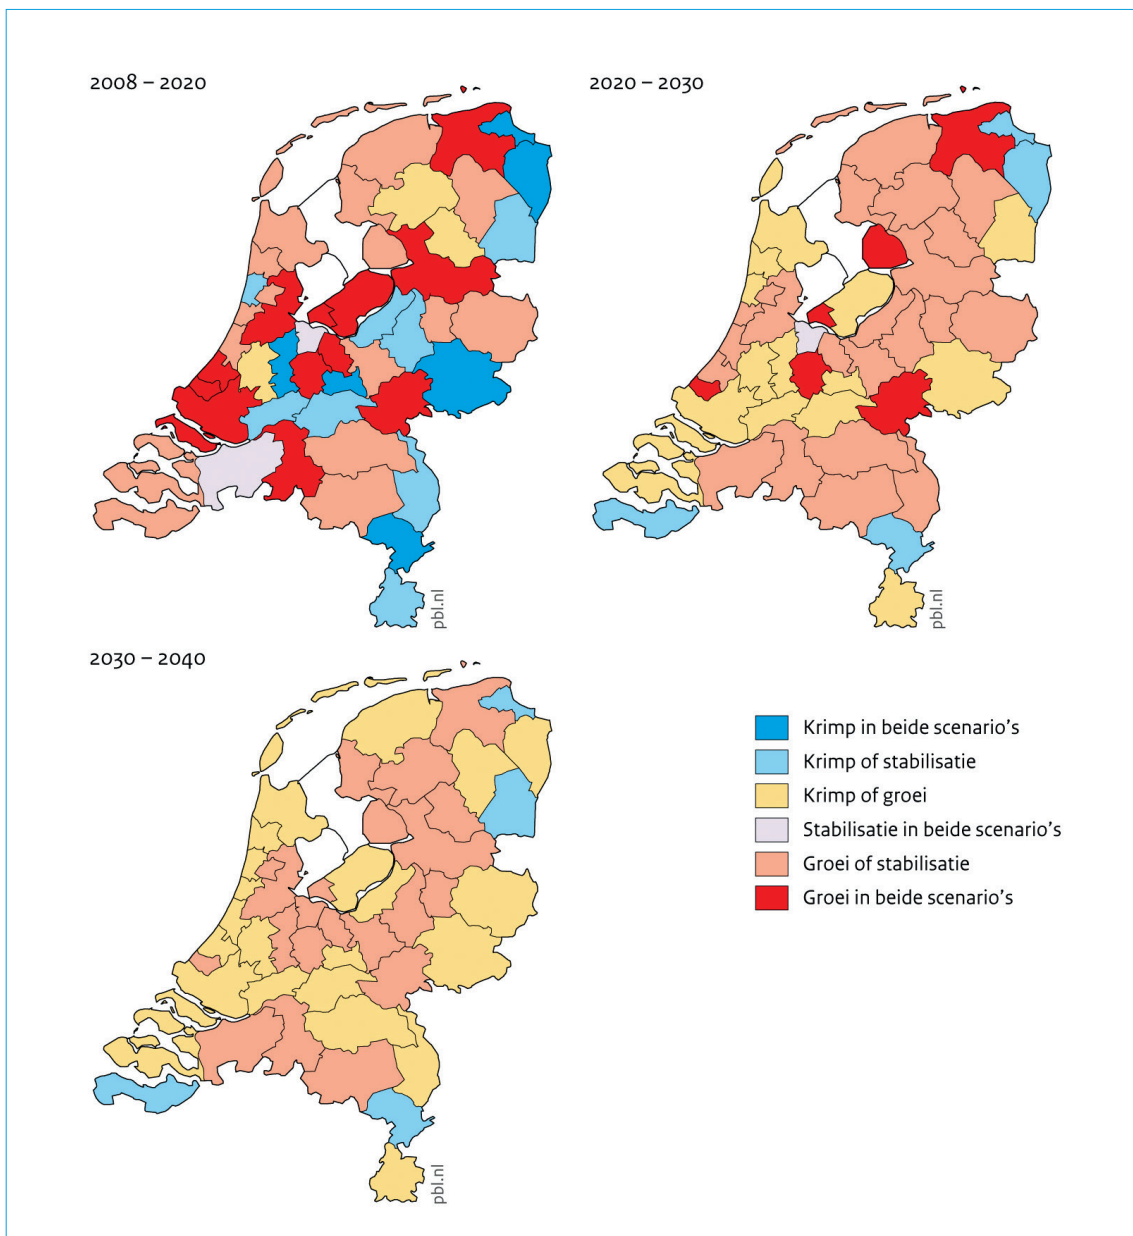 2008 – 2020
2020 – 2030
pbl.nl
pbl.nl
2030 – 2040
Krimp in beide scenario's
Krimp of stabilisatie
Krimp of groei
Stabilisatie in beide scenario's
Groei of stabilisatie
Groei in beide scenario's
pbl.nl